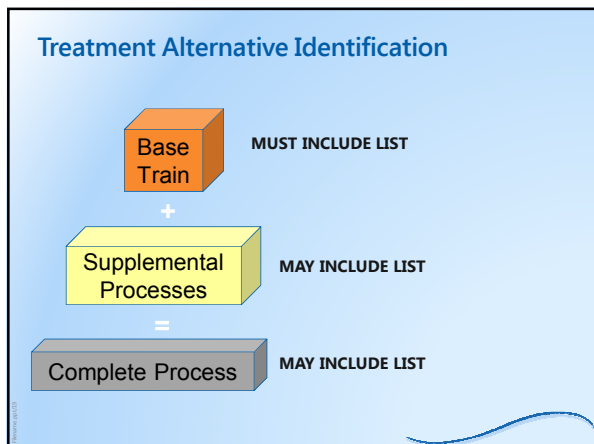 Treatment Alternative Identification
Base
Train
MUST INCLUDE LIST
+
Supplemental
Processes
MAY INCLUDE LIST
=
Complete Process
MAY INCLUDE LIST